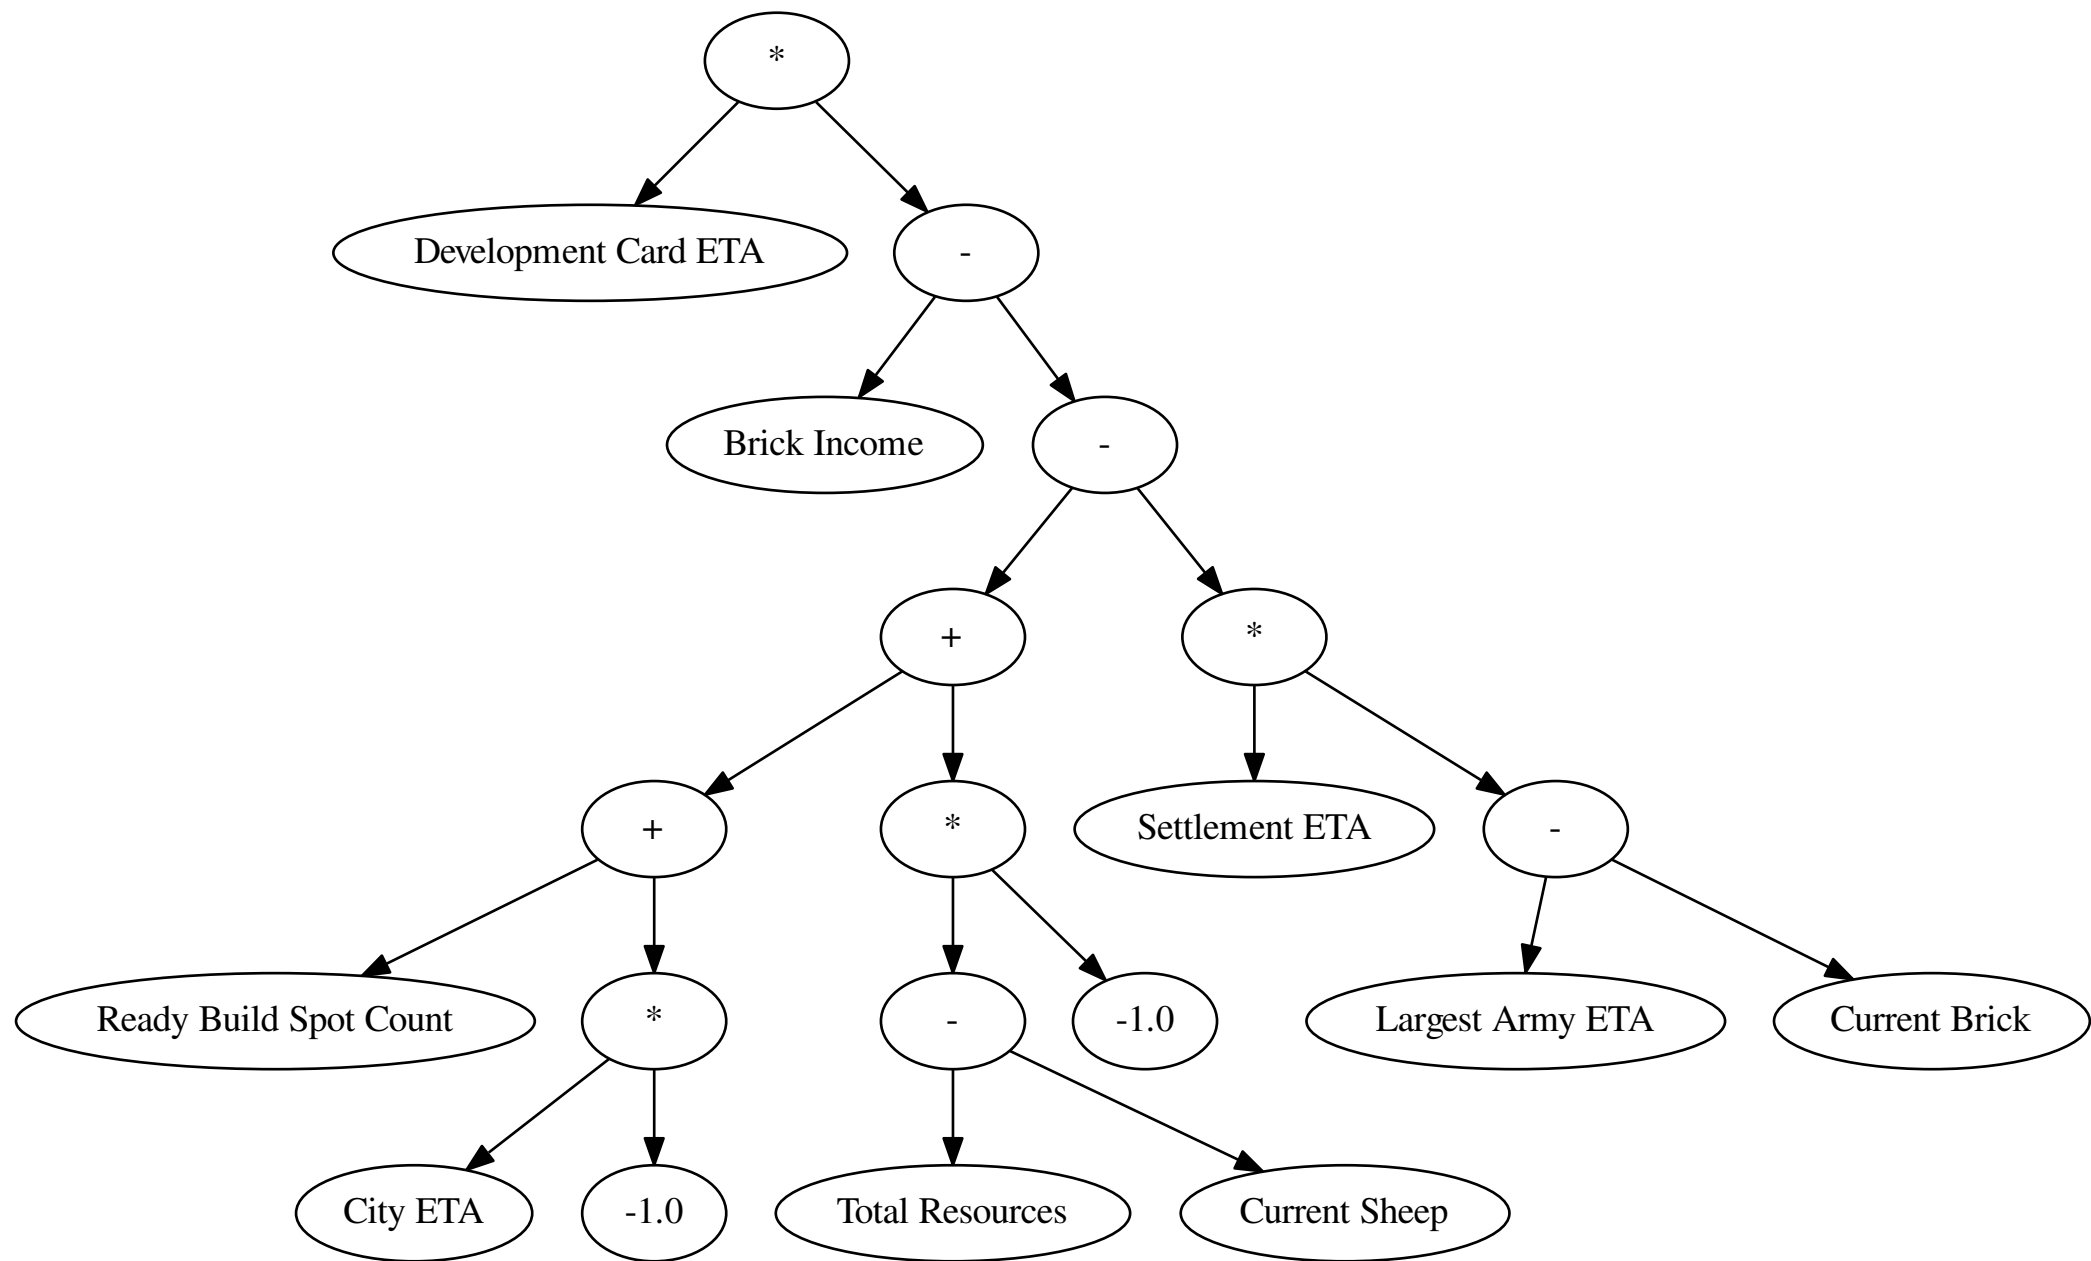 *
Development Card ETA
-
Brick Income
-
+
*
+
*
Settlement ETA
-
Ready Build Spot Count
*
-
-1.0
Largest Army ETA
Current Brick
City ETA
-1.0
Total Resources
Current Sheep